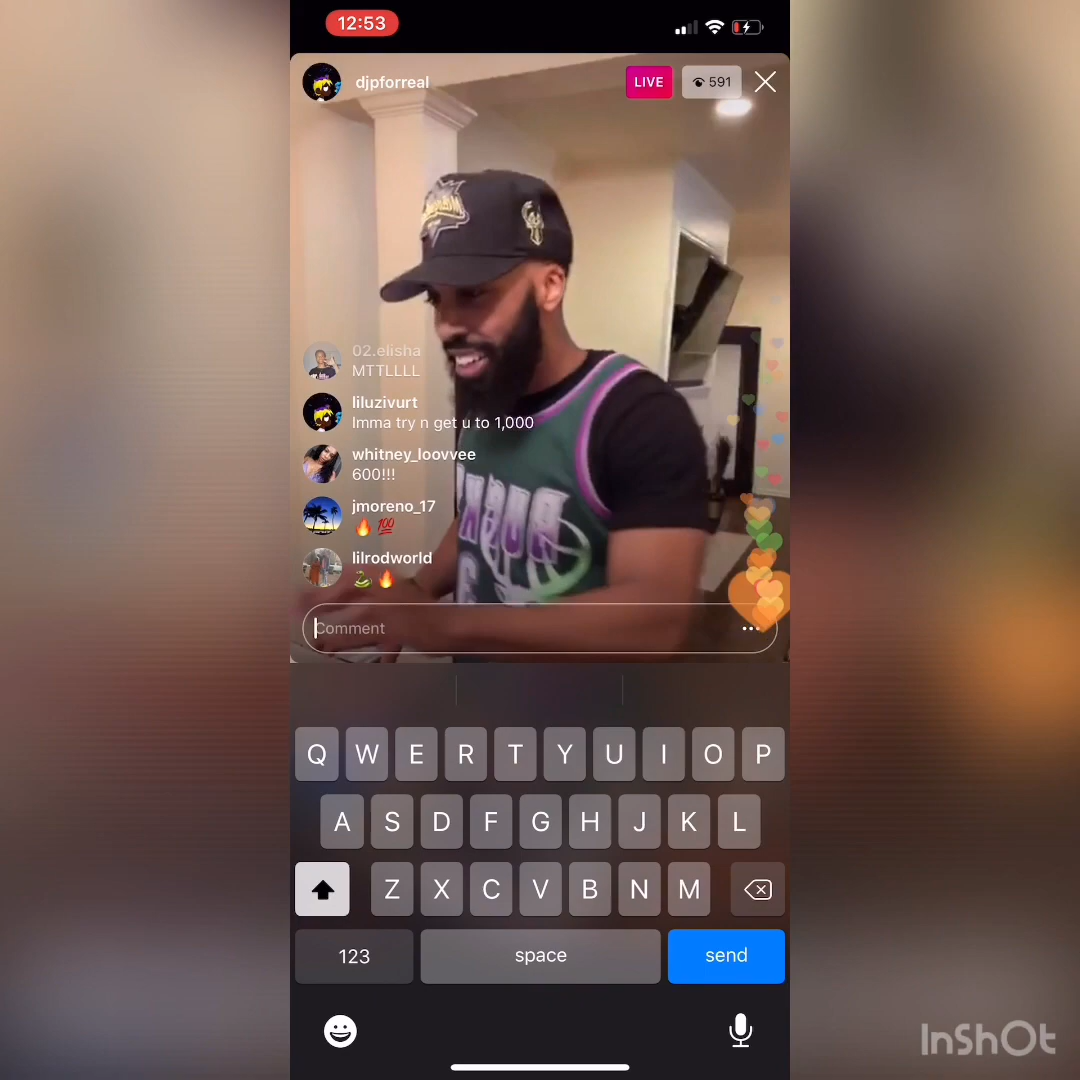 12:53
djpforreal
LIVE
591
02.elisha
MTTLLLL
liluzivurt
Imma try n get u to 1,000
whitney_loovvee
600!!!
jmoreno_17
🔥 💯
lilrodworld
🐍 🔥
Comment
Q W E R T Y U I O P
A S D F G H J K L
Z X C V B N M
123 space send
InShOt